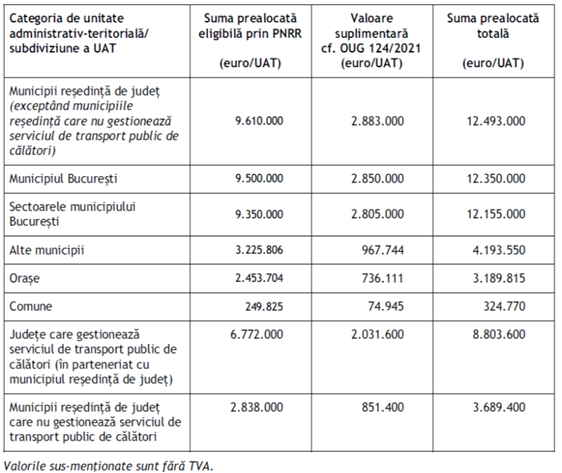 Categoria de unitate
administrativ-teritorială/
subdiviziune a UAT
Suma prealocată
eligibilă prin PNRR
(euro/UAT)
Valoare
suplimentară
cf. OUG 124/2021
(euro/UAT)
Suma prealocată
totală
(euro/UAT)
Municipii reședință de județ
(exceptând municipiile
reședință care nu gestionează
serviciul de transport public de
călători)
9.610.000
2.883.000
12.493.000
Municipiul București
9.500.000
2.850.000
12.350.000
Sectoarele municipiului
București
9.350.000
2.805.000
12.155.000
Alte municipii
3.225.806
967.744
4.193.550
Orașe
2.453.704
736.111
3.189.815
Comune
249.825
74.945
324.770
Județe care gestionează
serviciul de transport public de
călători (în parteneriat cu
municipiul reședință de județ)
6.772.000
2.031.600
8.803.600
Municipii reședință de județ
care nu gestionează serviciul de
transport public de călători
2.838.000
851.400
3.689.400
Valorile sus-menționate sunt fără TVA.